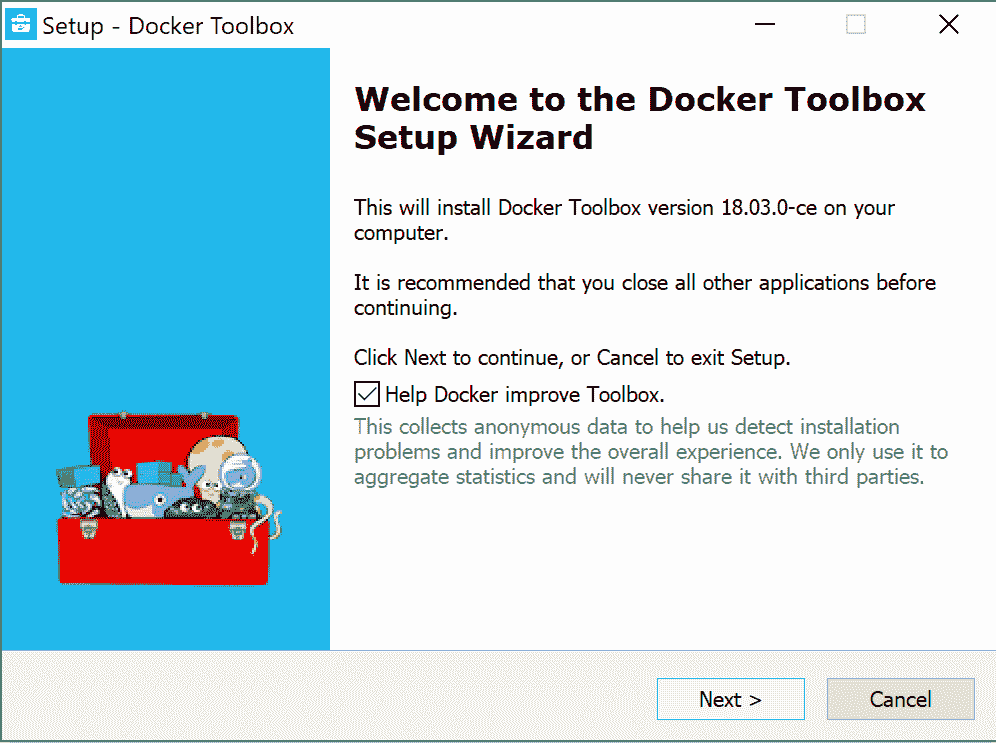 Setup - Docker Toolbox
Welcome to the Docker Toolbox
Setup Wizard
This will install Docker Toolbox version 18.03.0-ce on your
computer.
It is recommended that you close all other applications before
continuing.
Click Next to continue, or Cancel to exit Setup.
Help Docker improve Toolbox.
This collects anonymous data to help us detect installation
problems and improve the overall experience. We only use it to
aggregate statistics and will never share it with third parties.
Next >
Cancel